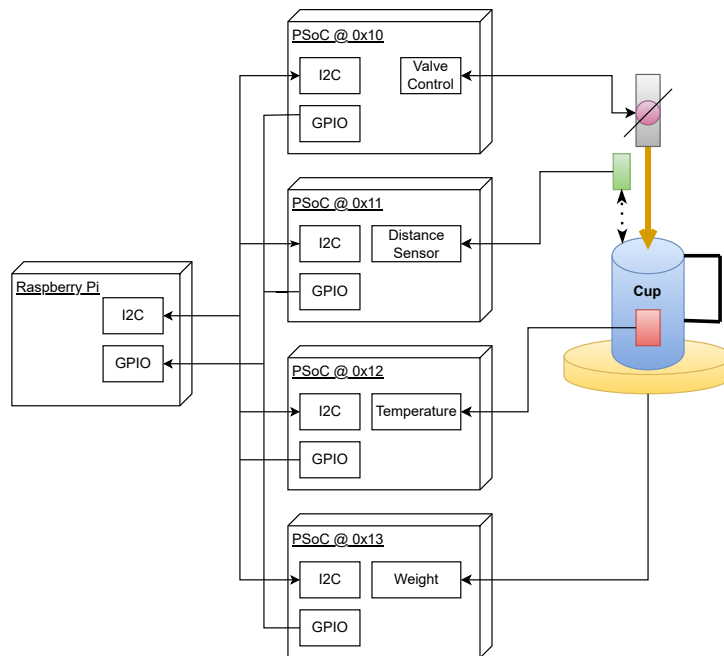 PSoC @ 0x10
I2C
Valve
Control
GPIO
PSoC @ 0x11
I2C
Distance
Sensor
GPIO
Raspberry Pi
I2C
GPIO
Cup
PSoC @ 0x12
I2C
Temperature
GPIO
PSoC @ 0x13
I2C
Weight
GPIO